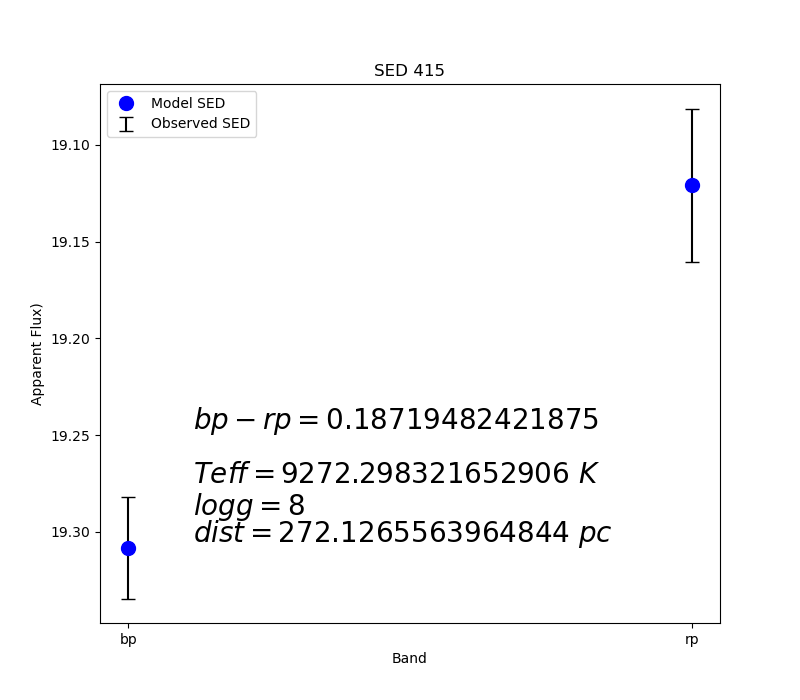 SED 415
Model SED
Observed SED
19.10
19.15
19.20
19.25
19.30
Apparent Flux)
bp − rp = 0.18719482421875
Teff = 9272.298321652906 K
logg = 8
dist = 272.1265563964844 pc
bp
rp
Band